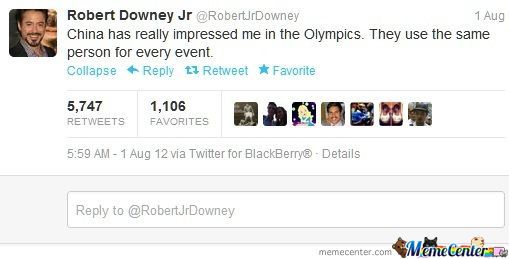 Robert Downey Jr @RobertJrDowney 1 Aug
China has really impressed me in the Olympics. They use the same
person for every event.
Collapse Reply Retweet Favorite
5,747 1,106
RETWEETS FAVORITES
5:59 AM - 1 Aug 12 via Twitter for BlackBerry® · Details
Reply to @RobertJrDowney
memecenter.com MemeCenter